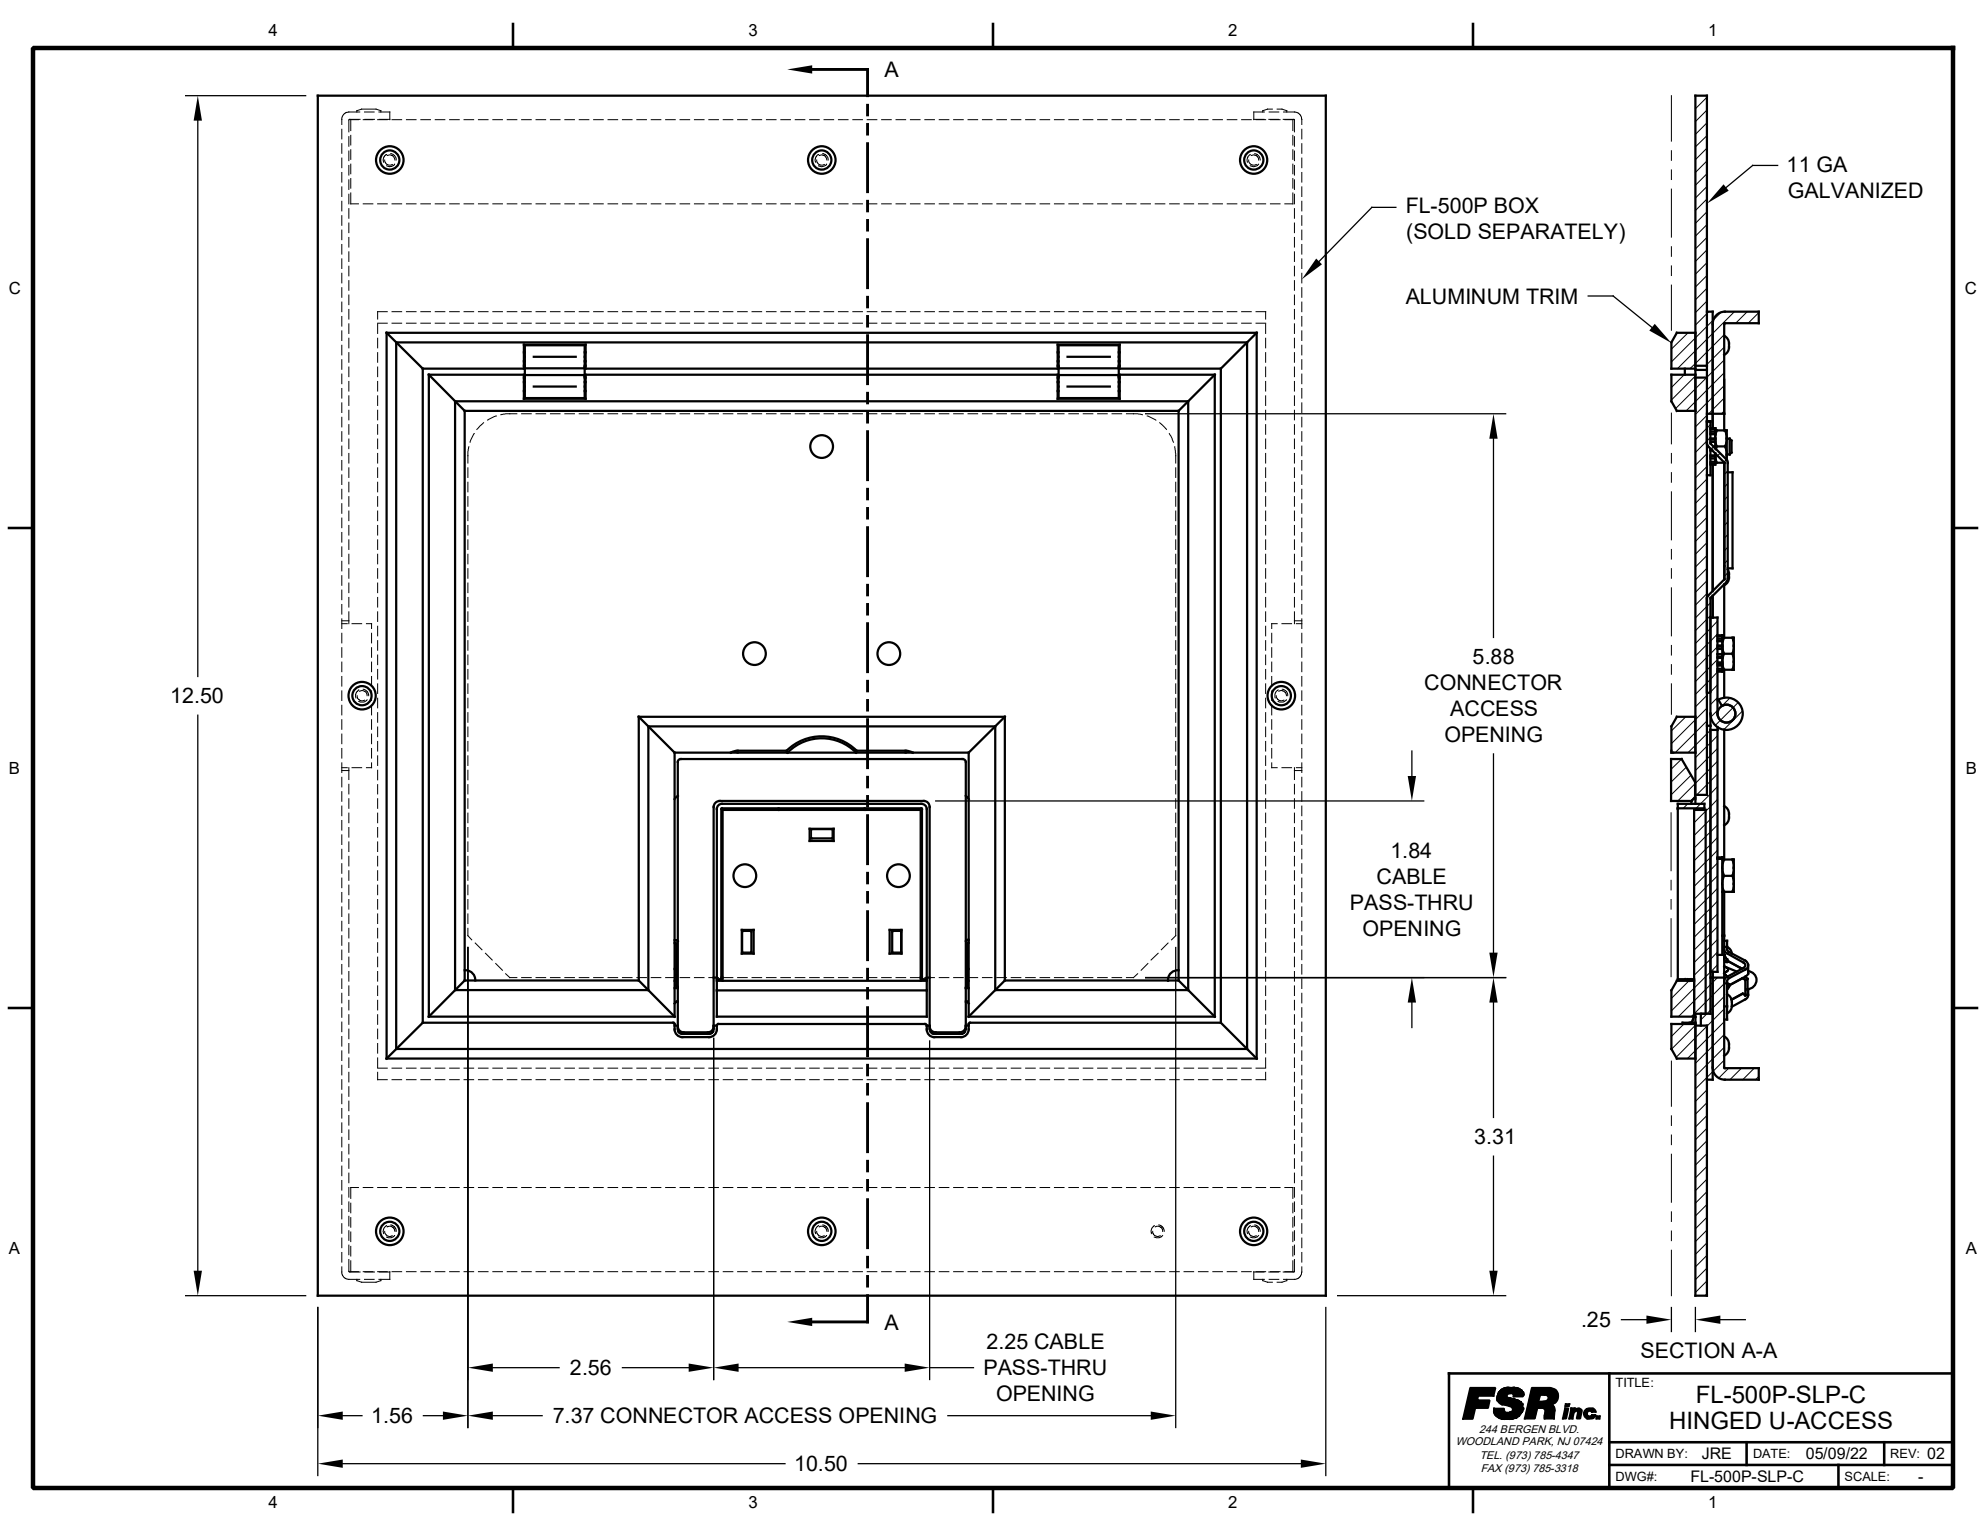 4
3
2
1
A
11 GA
GALVANIZED
FL-500P BOX
(SOLD SEPARATELY)
ALUMINUM TRIM
C
C
12.50
5.88
CONNECTOR
ACCESS
OPENING
B
B
1.84
CABLE
PASS-THRU
OPENING
3.31
A
A
A
.25
SECTION A-A
2.25 CABLE
PASS-THRU
OPENING
2.56
1.56
7.37 CONNECTOR ACCESS OPENING
10.50
FSR inc.
244 BERGEN BLVD.
WOODLAND PARK, NJ 07424
TEL. (973) 785-4347
FAX (973) 785-3318
TITLE:
FL-500P-SLP-C
HINGED U-ACCESS
DRAWN BY: JRE
DATE: 05/09/22
REV: 02
DWG#: FL-500P-SLP-C
SCALE: -
4
3
2
1